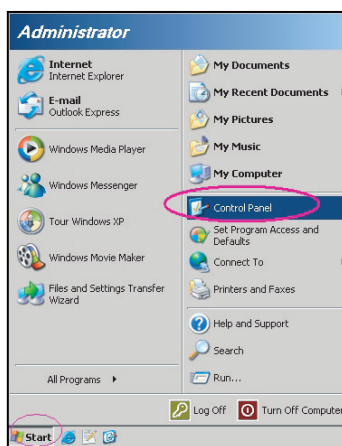 Administrator
Internet
Internet Explorer
E-mail
Outlook Express
Windows Media Player
Windows Messenger
Tour Windows XP
Windows Movie Maker
Files and Settings Transfer
Wizard
All Programs
My Documents
My Recent Documents
My Pictures
My Music
My Computer
Control Panel
Set Program Access and
Defaults
Connect To
Printers and Faxes
Help and Support
Search
Run...
Log Off Turn Off Computer
Start